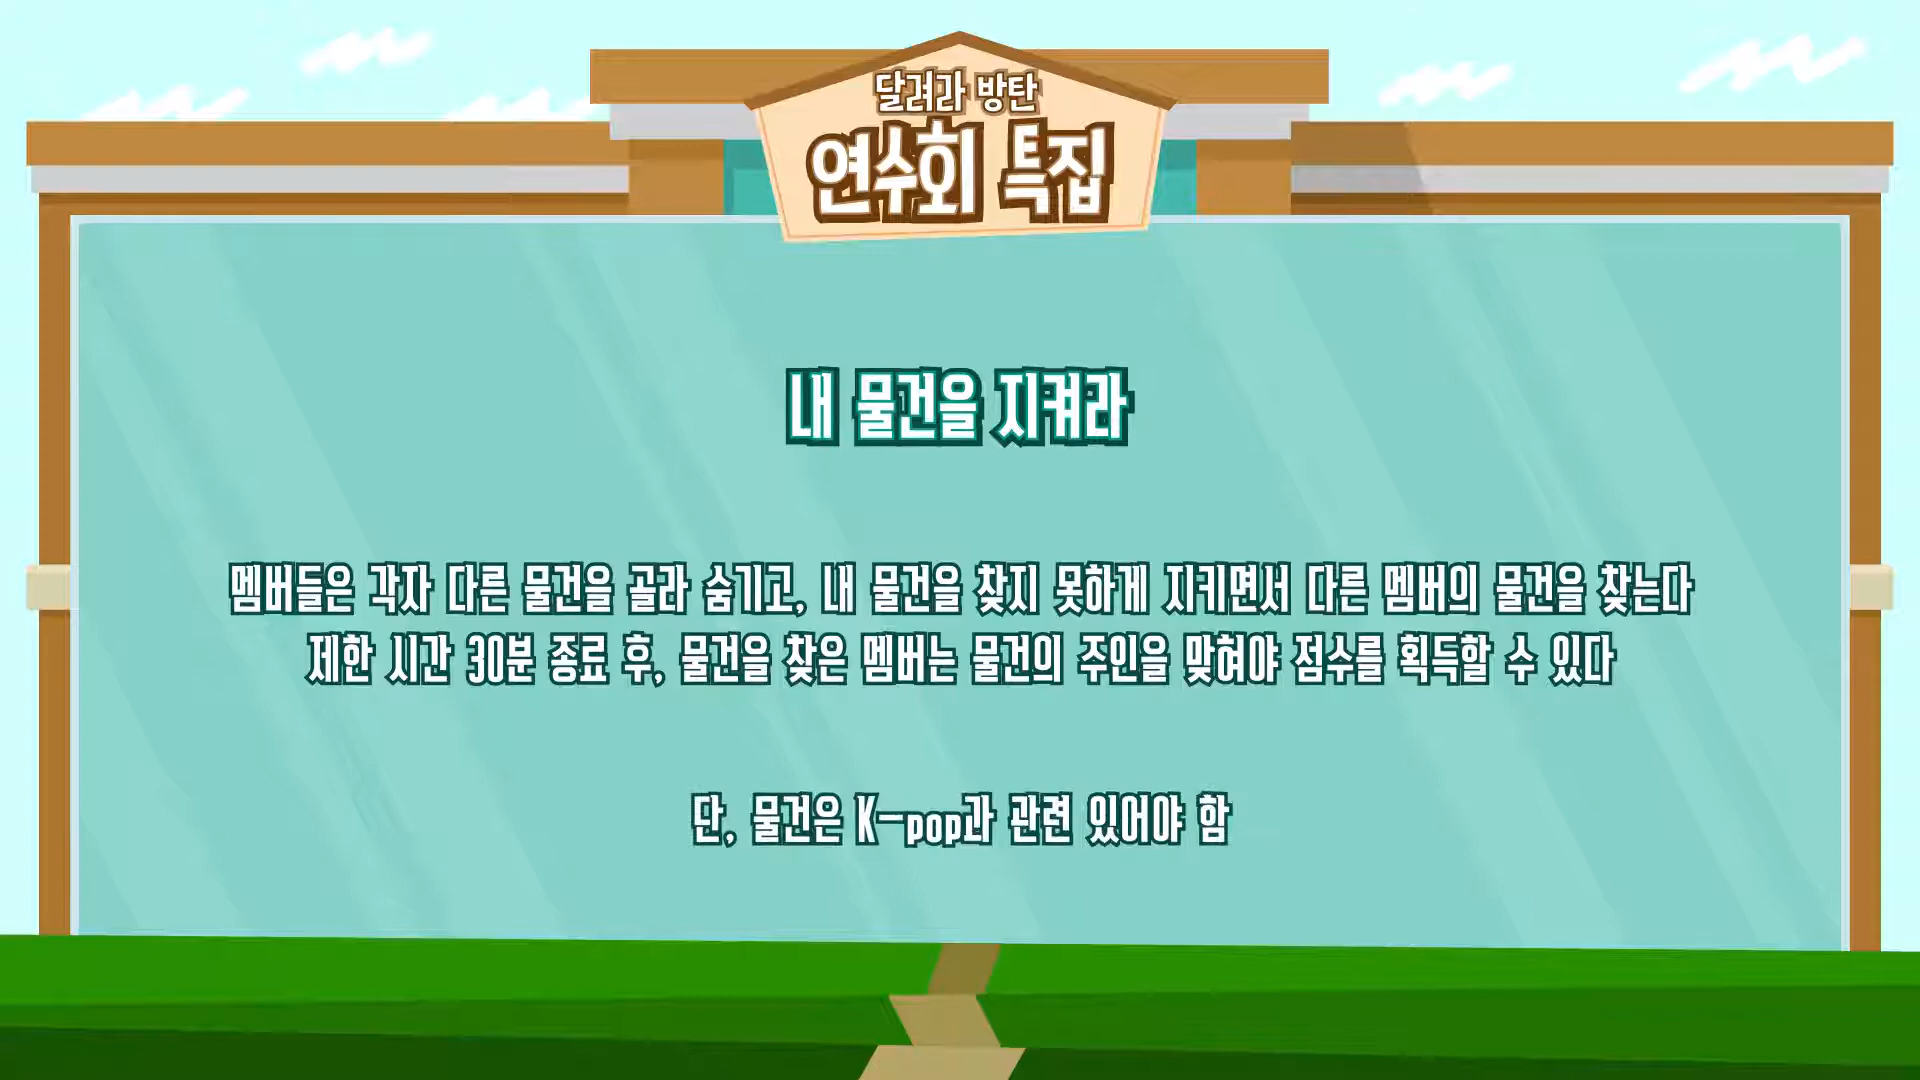 달려라 방탄
연수회 특집
내 물건을 지켜라
멤버들은 각자 다른 물건을 골라 숨기고, 내 물건을 찾지 못하게 지키면서 다른 멤버의 물건을 찾는다
제한 시간 30분 종료 후, 물건을 찾은 멤버는 물건의 주인을 맞혀야 점수를 획득할 수 있다
단, 물건은 K-pop과 관련 있어야 함